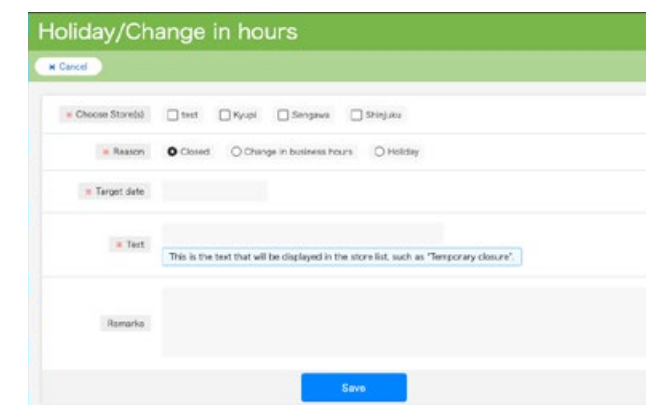 Holiday/Change in hours
× Cancel
※ Choose Store(s) test Kyupi Sengawa Shinjuku
※ Reason Closed Change in business hours Holiday
※ Target date
※ Text
This is the text that will be displayed in the store list, such as "Temporary closure".
Remarks
Save